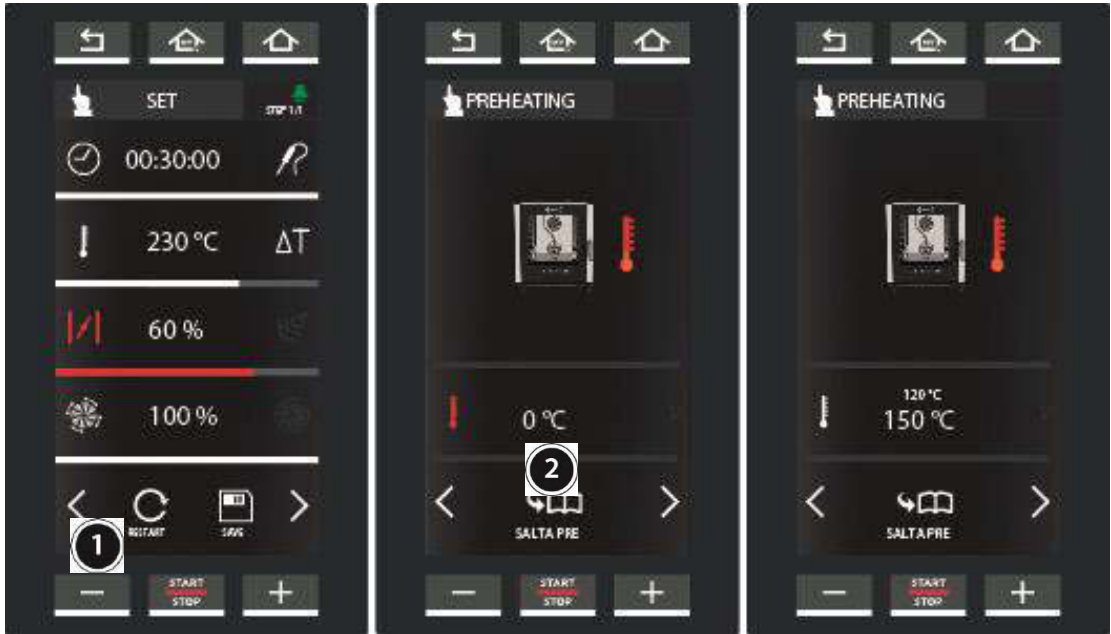 SET
STEP 1/1
00:30:00
230 °C
ΔT
60 %
100 %
RESTART
SAVE
1
START
STOP
PREHEATING
0 °C
2
SALTA PRE
START
STOP
PREHEATING
120 °C
150 °C
SALTA PRE
START
STOP